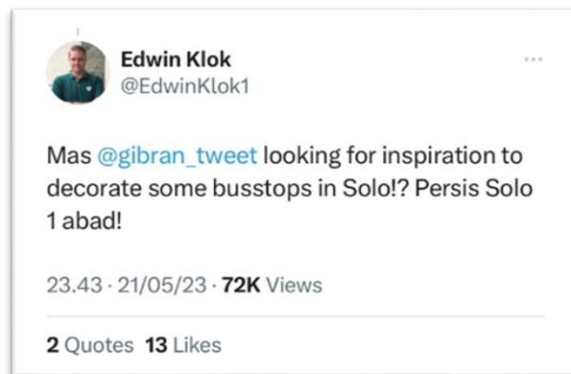 Edwin Klok
@EdwinKlok1
Mas @gibran_tweet looking for inspiration to
decorate some busstops in Solo!? Persis Solo
1 abad!
23.43 · 21/05/23 · 72K Views
2 Quotes 13 Likes